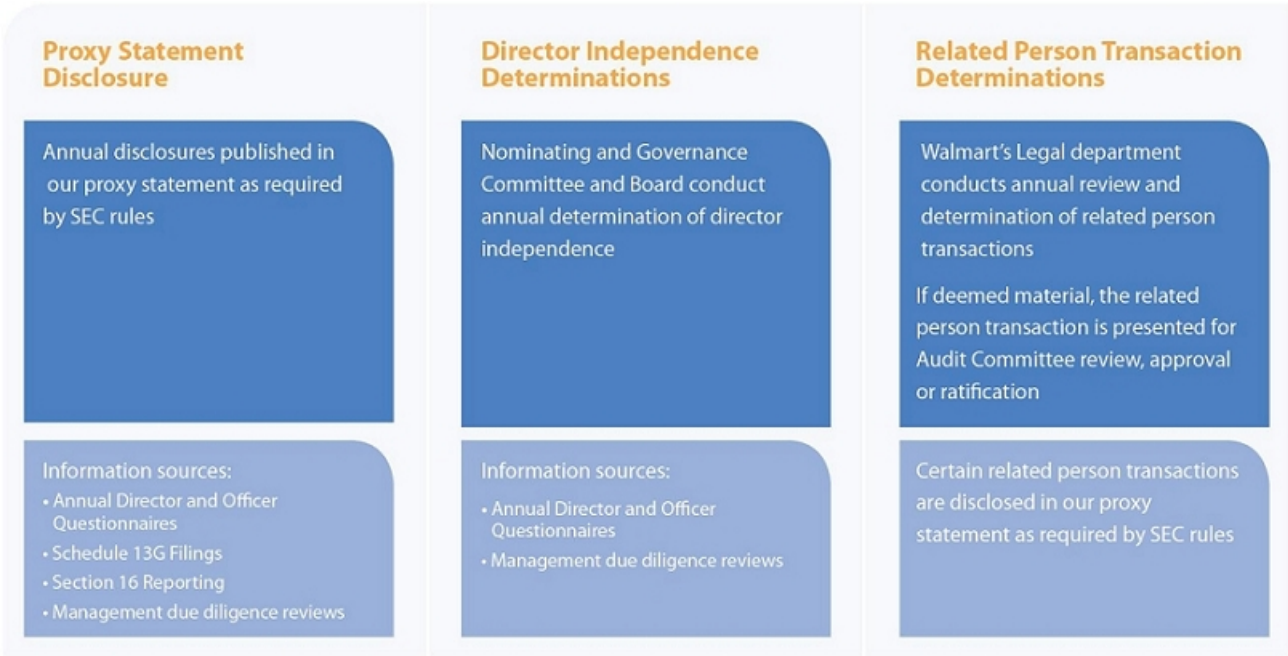 Proxy Statement
Disclosure
Annual disclosures published in
our proxy statement as required
by SEC rules
Information sources:
• Annual Director and Officer
Questionnaires
• Schedule 13G Filings
• Section 16 Reporting
• Management due diligence reviews
Director Independence
Determinations
Nominating and Governance
Committee and Board conduct
annual determination of director
independence
Information sources:
• Annual Director and Officer
Questionnaires
• Management due diligence reviews
Related Person Transaction
Determinations
Walmart’s Legal department
conducts annual review and
determination of related person
transactions
If deemed material, the related
person transaction is presented for
Audit Committee review, approval
or ratification
Certain related person transactions
are disclosed in our proxy
statement as required by SEC rules